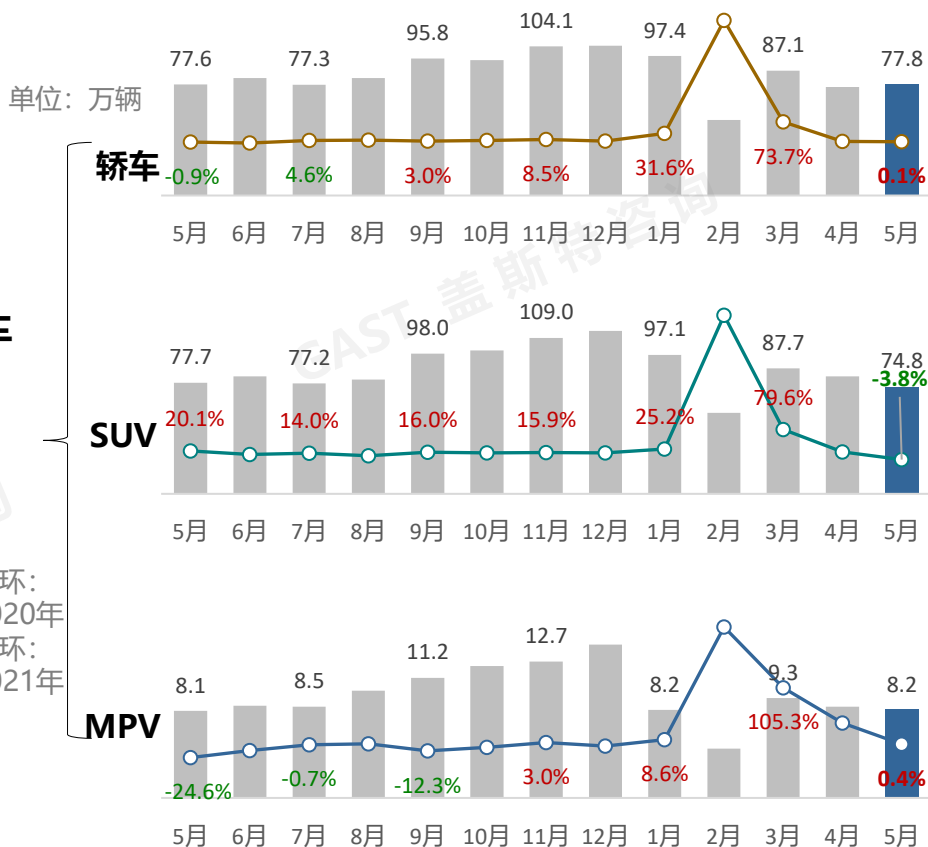 单位：万辆
77.6 77.3 95.8 104.1 97.4 87.1 77.8
轿车
-0.9% 4.6% 3.0% 8.5% 31.6% 73.7% 0.1%
5月 6月 7月 8月 9月 10月 11月 12月 1月 2月 3月 4月 5月
GAST 盖斯特咨询
车
77.7 77.2 98.0 109.0 97.1 87.7 74.8
-3.8%
SUV
20.1% 14.0% 16.0% 15.9% 25.2% 79.6%
5月 6月 7月 8月 9月 10月 11月 12月 1月 2月 3月 4月 5月
环：
020年
环：
021年
8.1 8.5 11.2 12.7 8.2 9.3 8.2
MPV
-24.6% -0.7% -12.3% 3.0% 8.6% 105.3% 0.4%
5月 6月 7月 8月 9月 10月 11月 12月 1月 2月 3月 4月 5月